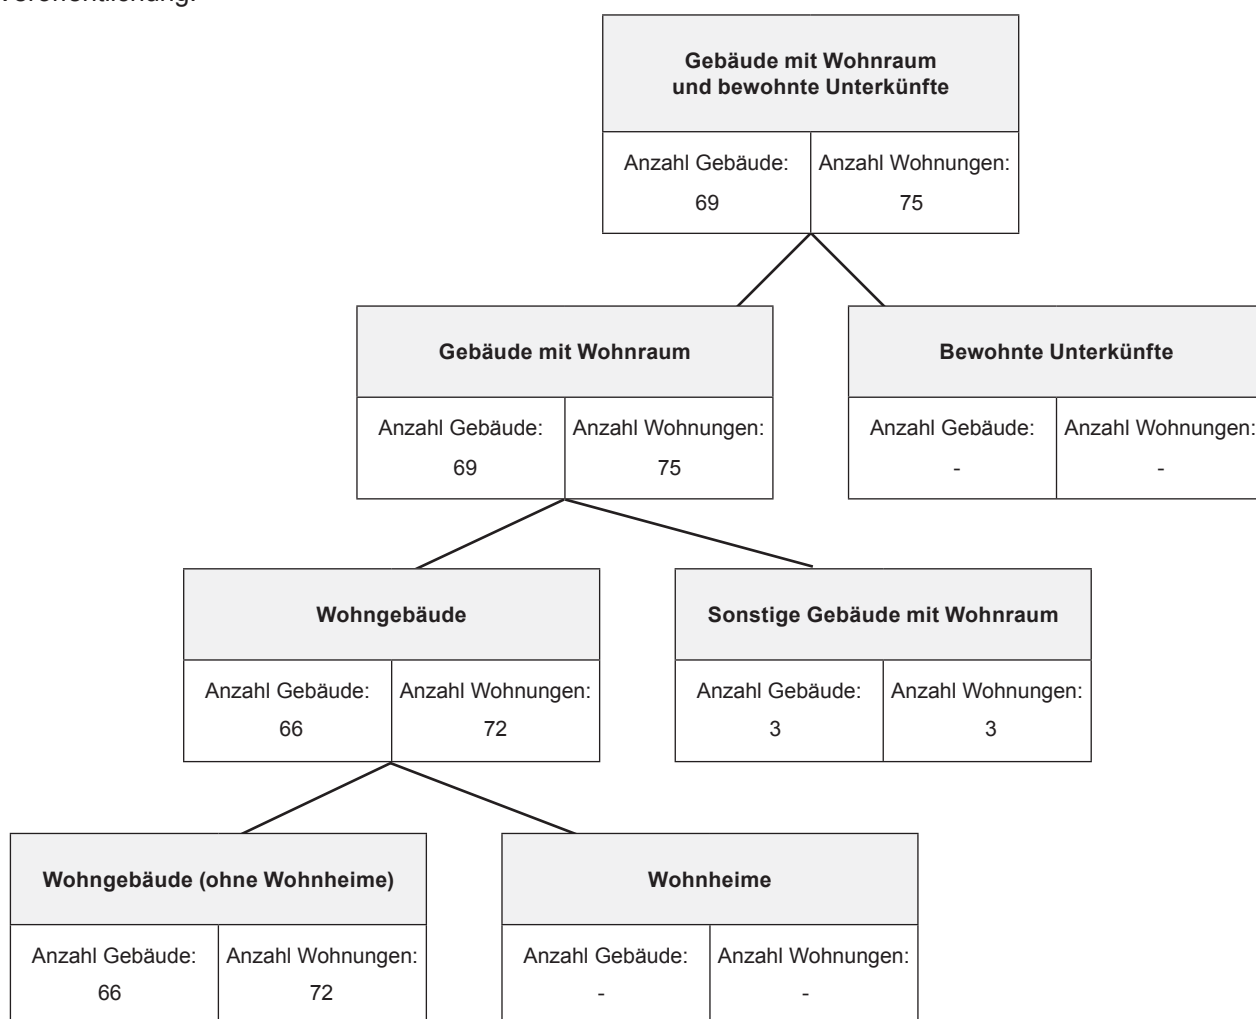 Veröffentlichung.
Gebäude mit Wohnraum
und bewohnte Unterkünfte
Anzahl Gebäude:
Anzahl Wohnungen:
69
75
Gebäude mit Wohnraum
Anzahl Gebäude:
Anzahl Wohnungen:
69
75
Bewohnte Unterkünfte
Anzahl Gebäude:
Anzahl Wohnungen:
-
-
Wohngebäude
Anzahl Gebäude:
Anzahl Wohnungen:
66
72
Sonstige Gebäude mit Wohnraum
Anzahl Gebäude:
Anzahl Wohnungen:
3
3
Wohngebäude (ohne Wohnheime)
Anzahl Gebäude:
Anzahl Wohnungen:
66
72
Wohnheime
Anzahl Gebäude:
Anzahl Wohnungen:
-
-